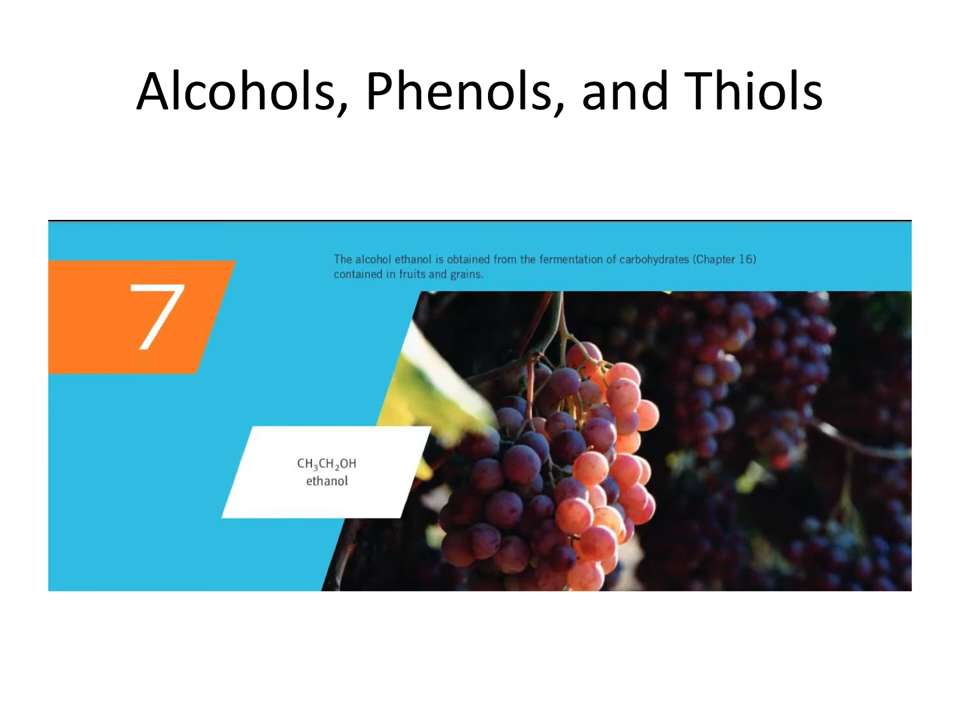 Alcohols, Phenols, and Thiols
The alcohol ethanol is obtained from the fermentation of carbohydrates (Chapter 16)
contained in fruits and grains.
7
CH₃CH₂OH
ethanol